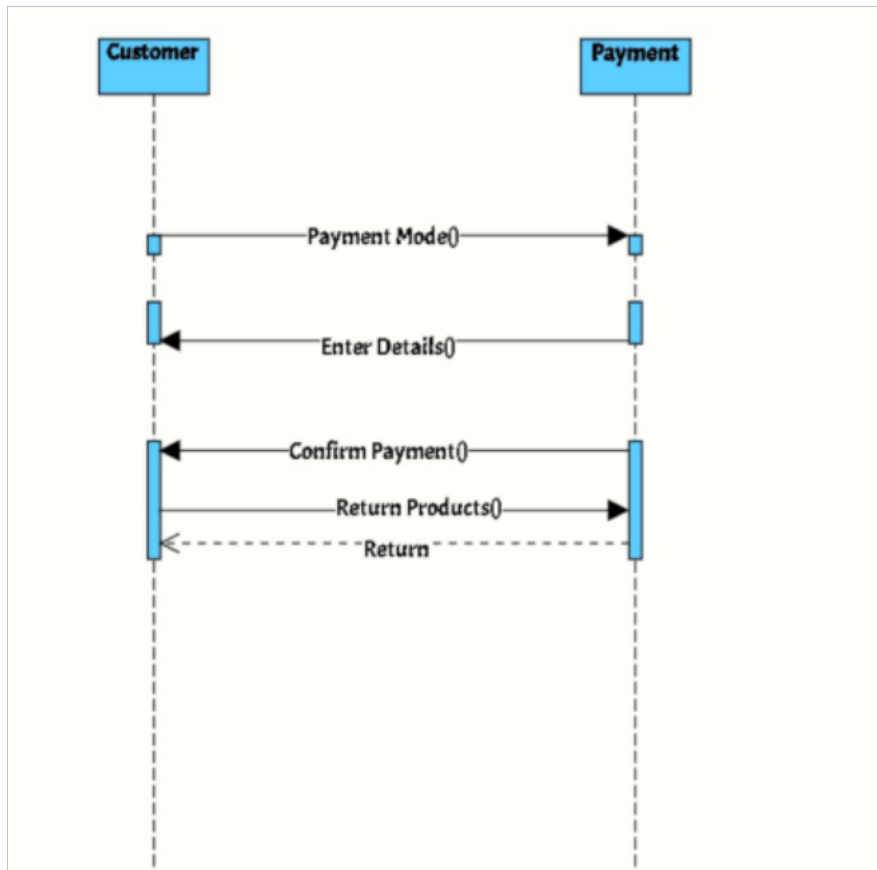 Customer
Payment
Payment Mode()
Enter Details()
Confirm Payment()
Return Products()
Return